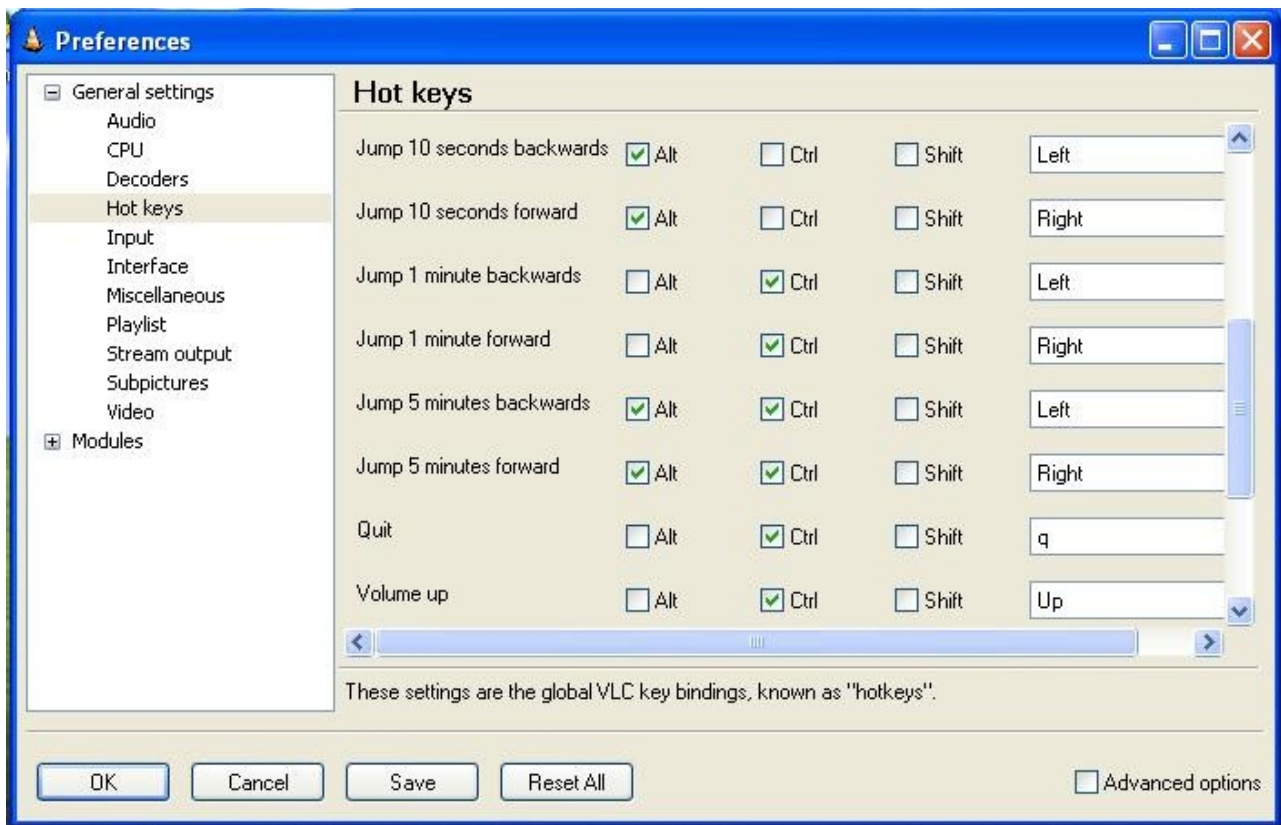 Preferences
General settings
Audio
CPU
Decoders
Hot keys
Input
Interface
Miscellaneous
Playlist
Stream output
Subpictures
Video
Modules
Hot keys
Jump 10 seconds backwards Alt Ctrl Shift Left
Jump 10 seconds forward Alt Ctrl Shift Right
Jump 1 minute backwards Alt Ctrl Shift Left
Jump 1 minute forward Alt Ctrl Shift Right
Jump 5 minutes backwards Alt Ctrl Shift Left
Jump 5 minutes forward Alt Ctrl Shift Right
Quit Alt Ctrl Shift q
Volume up Alt Ctrl Shift Up
These settings are the global VLC key bindings, known as "hotkeys".
OK Cancel Save Reset All Advanced options